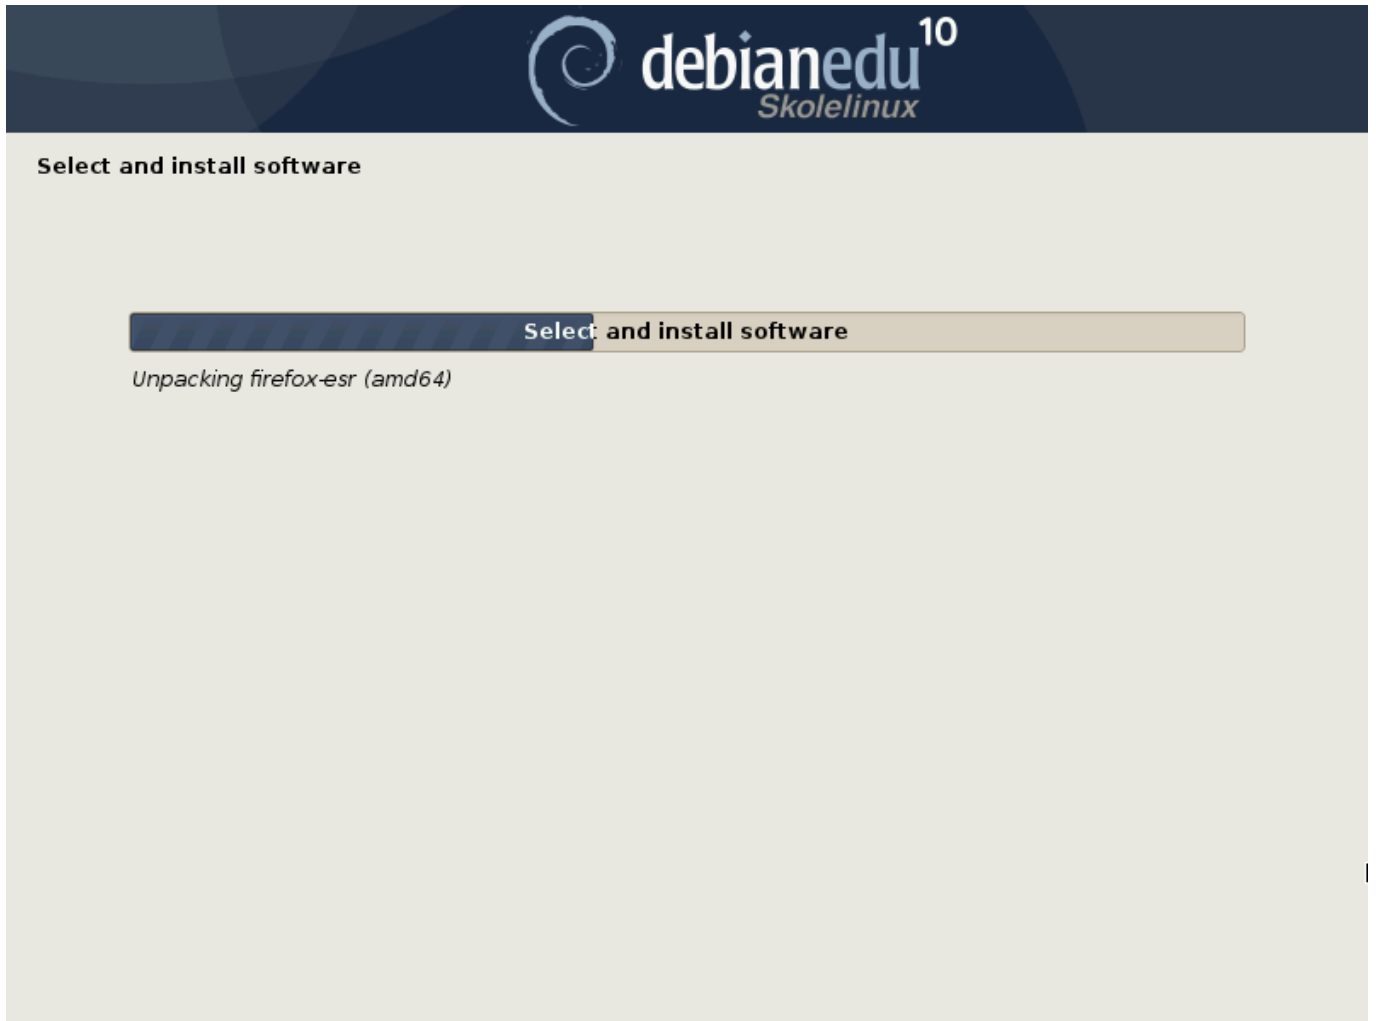 debianedu 10
Skolelinux
Select and install software
Select and install software
Unpacking firefox-esr (amd64)